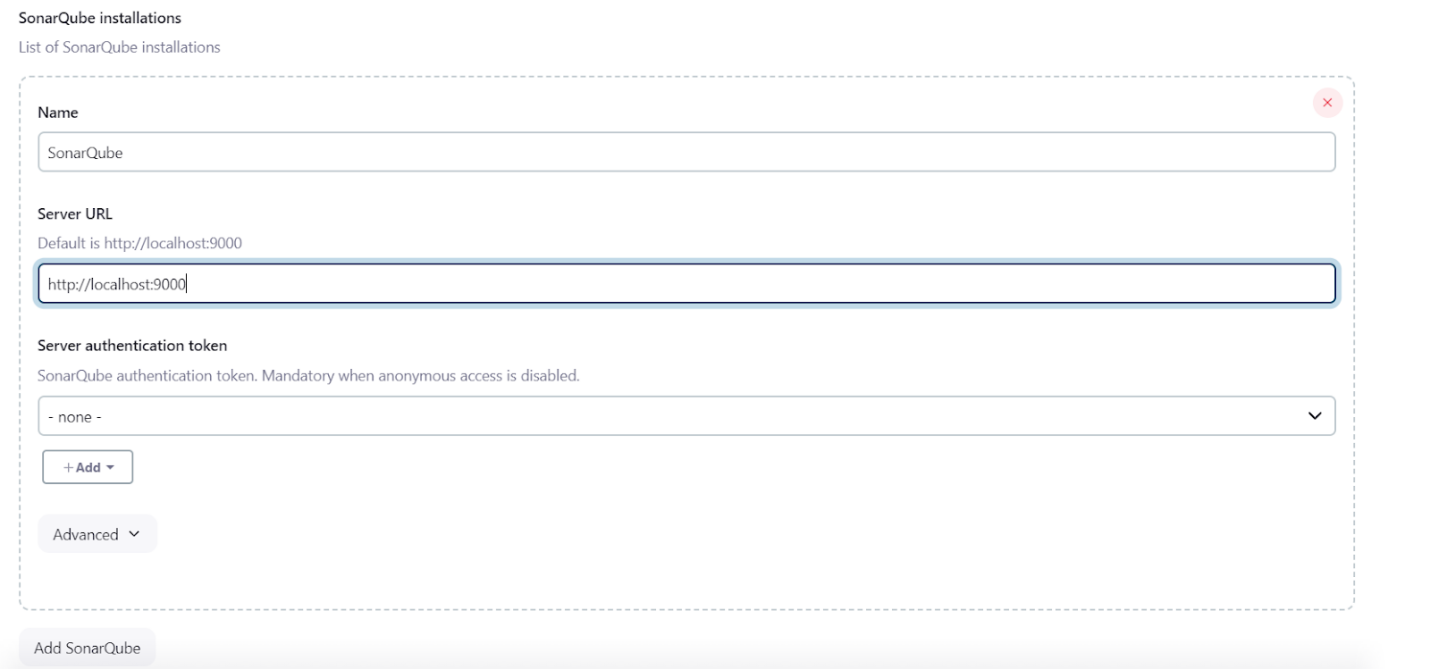 SonarQube installations
List of SonarQube installations
Name
SonarQube
Server URL
Default is http://localhost:9000
http://localhost:9000
Server authentication token
SonarQube authentication token. Mandatory when anonymous access is disabled.
- none -
+ Add
Advanced
Add SonarQube